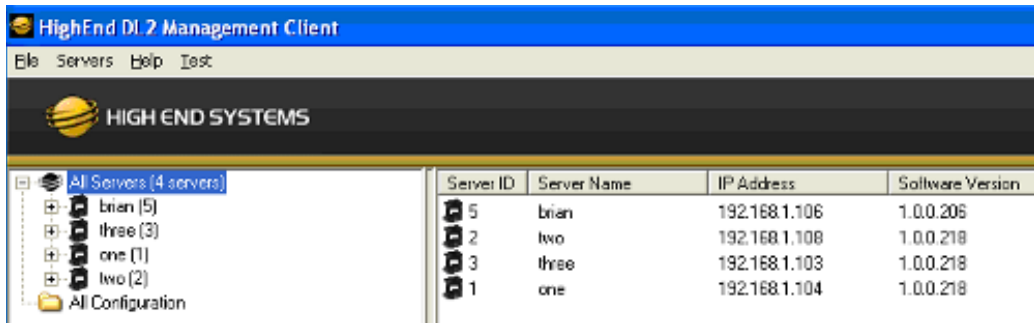 HighEnd DL2 Management Client
File Servers Help Test
HIGH END SYSTEMS
All Servers (4 servers)
brian (5)
three (3)
one (1)
two (2)
All Configuration
Server ID Server Name IP Address Software Version
5 brian 192.168.1.106 1.0.0.206
2 two 192.168.1.108 1.0.0.218
3 three 192.168.1.103 1.0.0.218
1 one 192.168.1.104 1.0.0.218